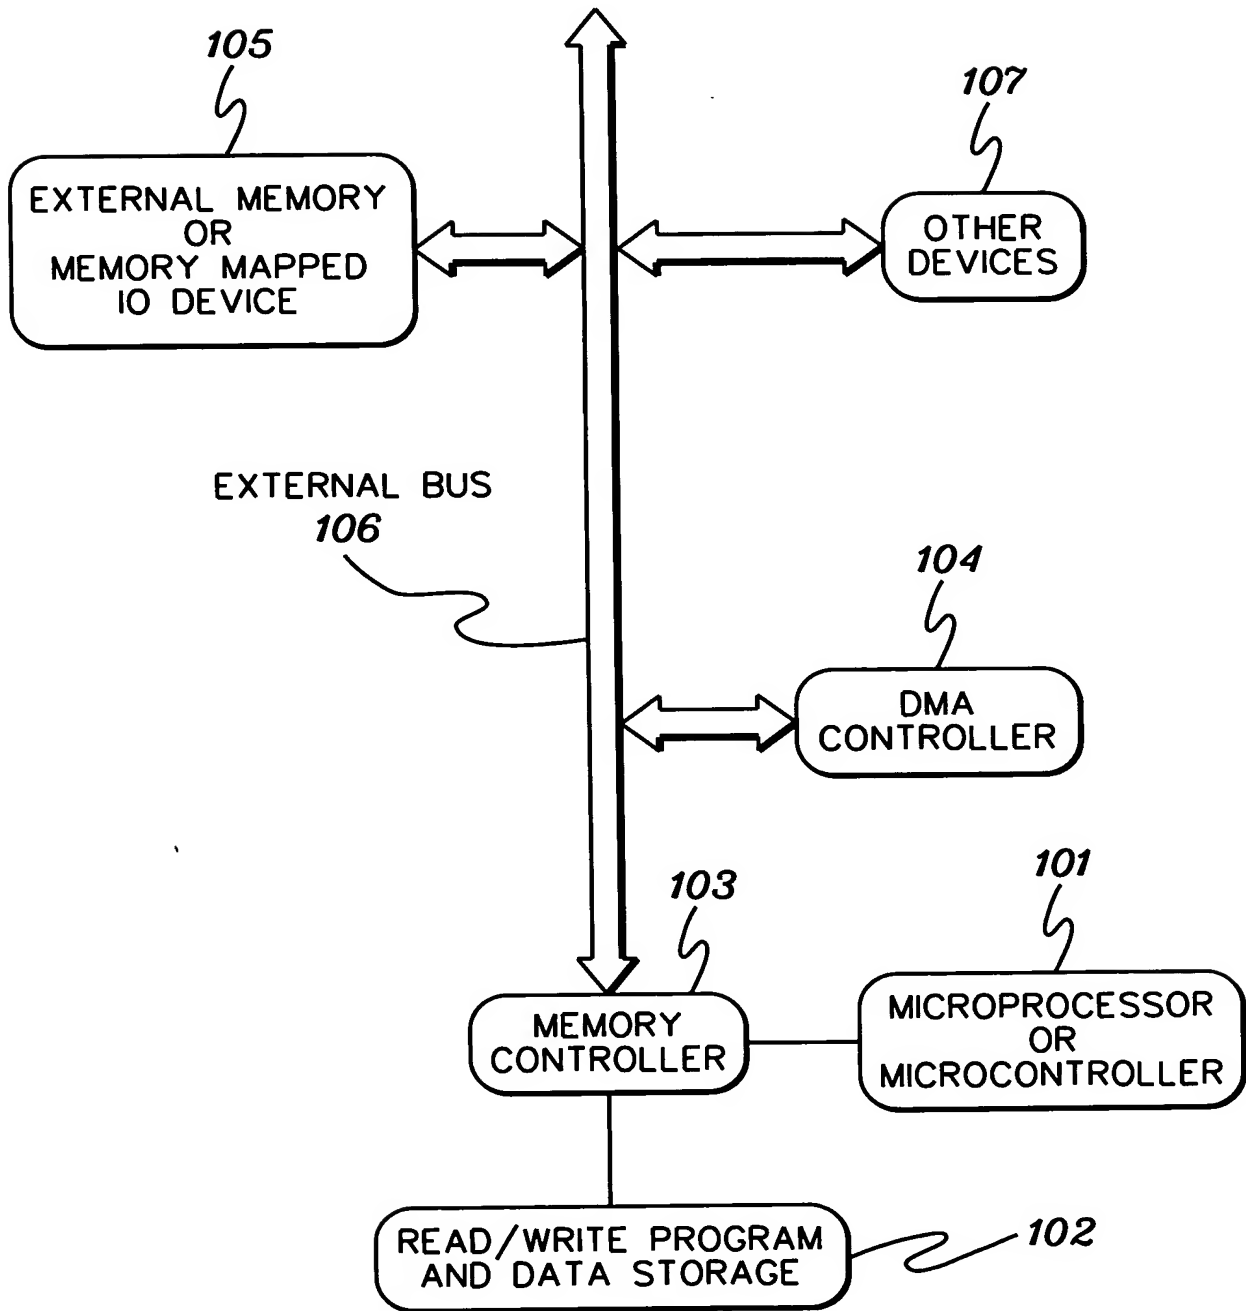 105
EXTERNAL MEMORY
OR
MEMORY MAPPED
IO DEVICE
107
OTHER
DEVICES
EXTERNAL BUS
106
104
DMA
CONTROLLER
103
MEMORY
CONTROLLER
101
MICROPROCESSOR
OR
MICROCONTROLLER
READ/WRITE PROGRAM
AND DATA STORAGE
102